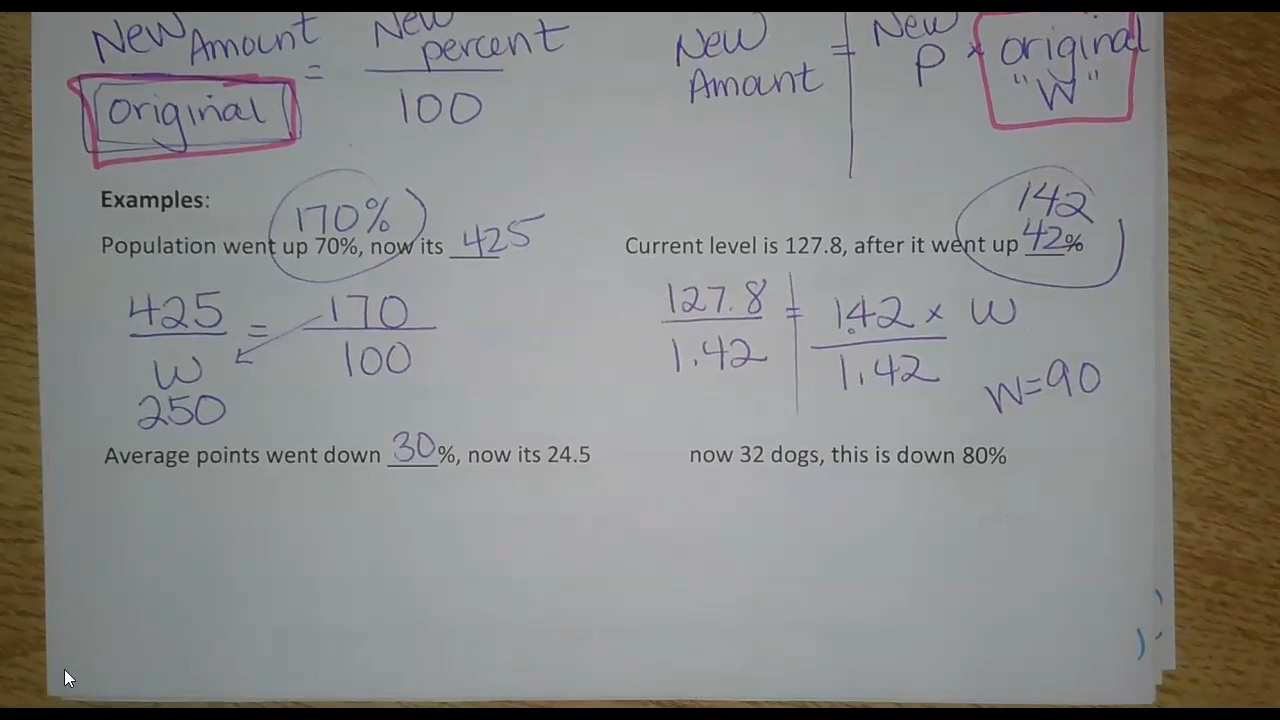 New Amount = New percent
original 100
New Amount = New P × original "W"
Examples:
170%
Population went up 70%, now its 425
425 = 170
W 100
250
142
Current level is 127.8, after it went up 42%
127.8 = 1.42 × W
1.42 1.42
W=90
Average points went down 30%, now its 24.5
now 32 dogs, this is down 80%